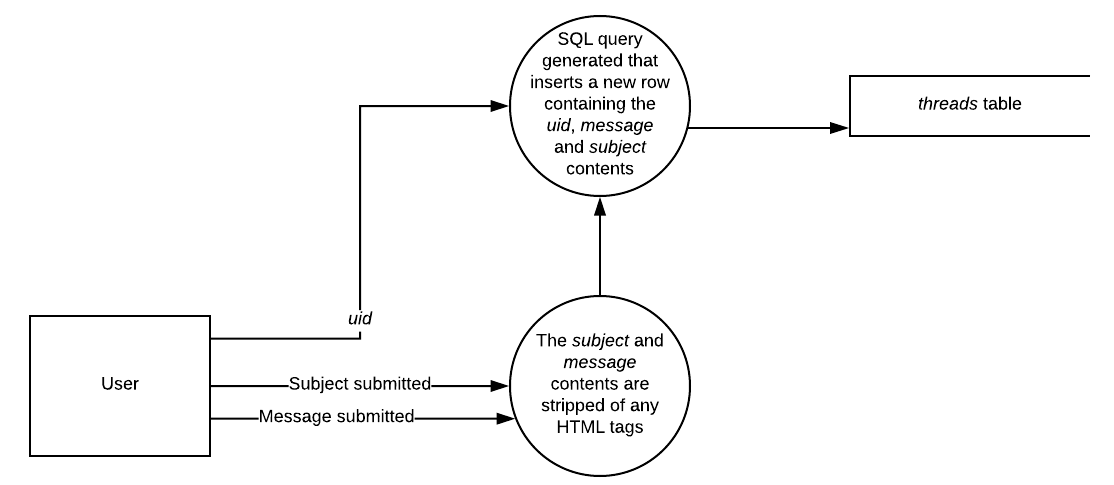 SQL query
generated that
inserts a new row
containing the
uid, message
and subject
contents
threads table
uid
User
Subject submitted
Message submitted
The subject and
message
contents are
stripped of any
HTML tags